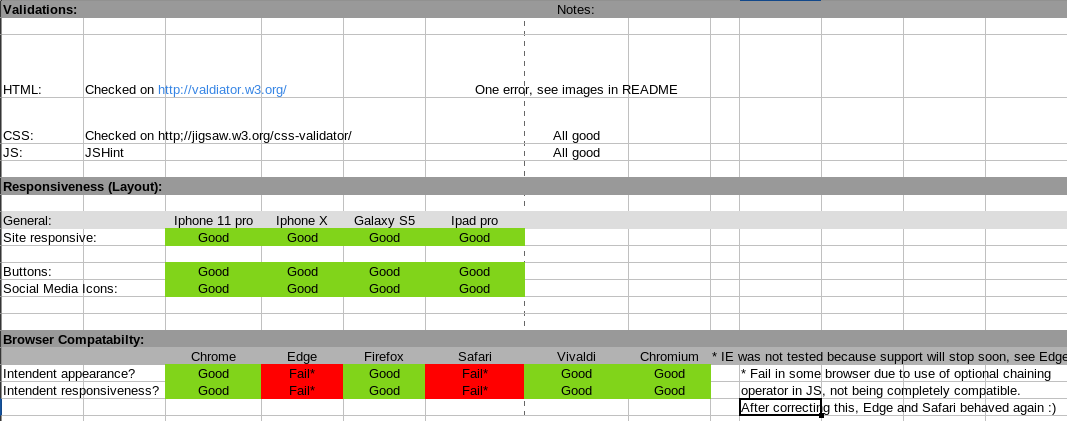 Validations: Notes:
HTML: Checked on http://valdiator.w3.org/ One error, see images in README
CSS: Checked on http;//jigsaw.w3.org/css-validator/ All good
JS: JSHint All good
Responsiveness (Layout):
General: Iphone 11 pro Iphone X Galaxy S5 Ipad pro
Site responsive: Good Good Good Good
Buttons: Good Good Good Good
Social Media Icons: Good Good Good Good
Browser Compatabilty:
Chrome Edge Firefox Safari Vivaldi Chromium * IE was not tested because support will stop soon, see Edge
Intendent appearance? Good Fail* Good Fail* Good Good * Fail in some browser due to use of optional chaining
Intendent responsiveness? Good Fail* Good Fail* Good Good operator in JS, not being completely compatible.
After correcting this, Edge and Safari behaved again :)